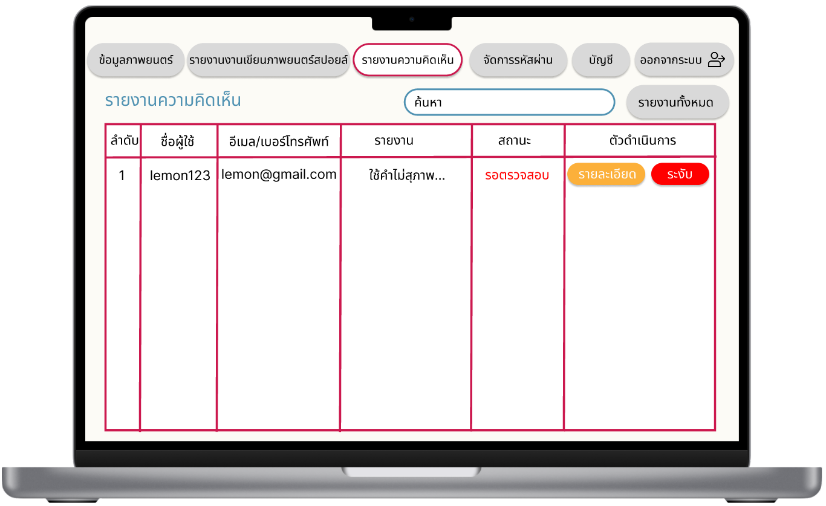 ข้อมูลภาพยนตร์ รายงานงานเขียนภาพยนตร์สปอยล์ รายงานความคิดเห็น จัดการรหัสผ่าน บัญชี ออกจากระบบ
รายงานความคิดเห็น ค้นหา รายงานทั้งหมด
ลำดับ ชื่อผู้ใช้ อีเมล/เบอร์โทรศัพท์ รายงาน สถานะ ตัวดำเนินการ
1 lemon123 lemon@gmail.com ใช้คำไม่สุภาพ... รอตรวจสอบ รายละเอียด ระงับ